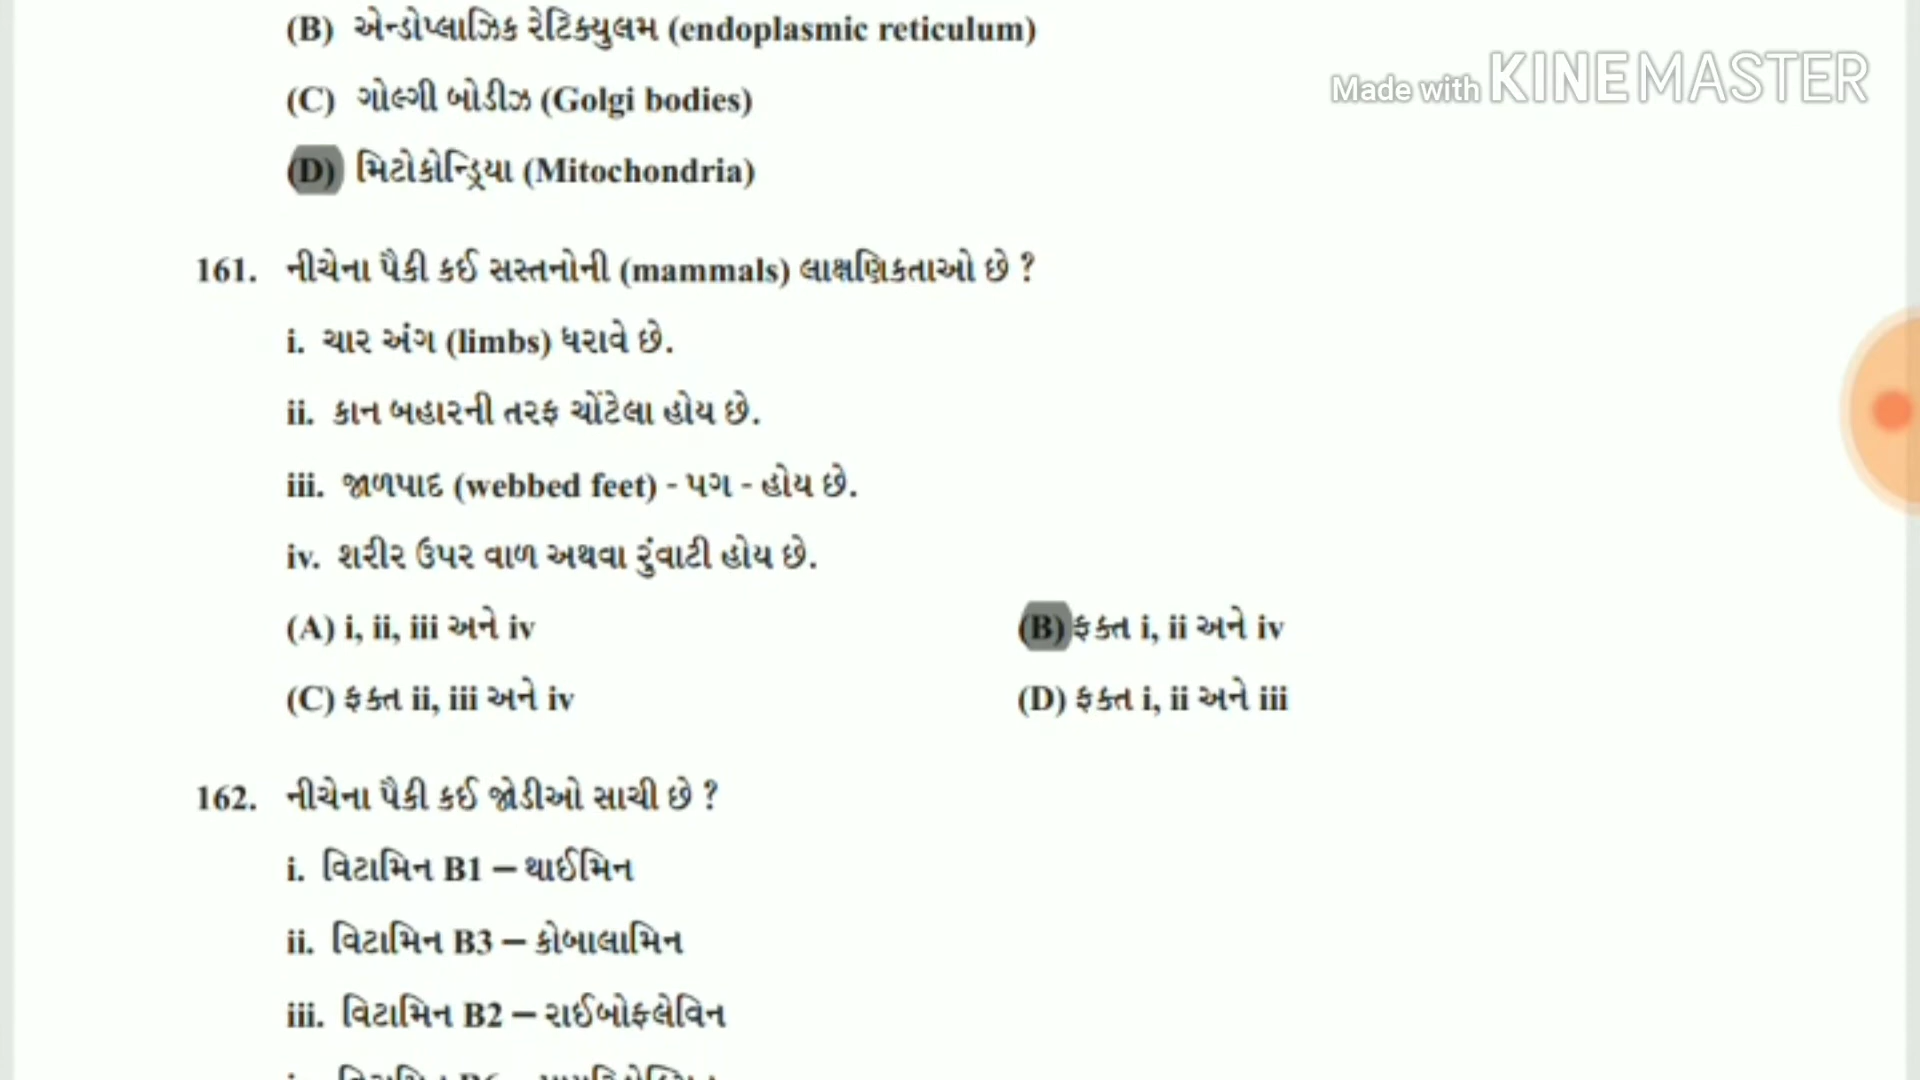 (B) એન્ડોપ્લાઝિક રેટિક્યુલમ (endoplasmic reticulum)
Made with KINEMASTER
(C) ગોલ્ગી બોડીઝ (Golgi bodies)
(D) મિટોકોન્ડ્રિયા (Mitochondria)
161. નીચેના પૈકી કઈ સસ્તનોની (mammals) લાક્ષણિકતાઓ છે ?
i. ચાર અંગ (limbs) ધરાવે છે.
ii. કાન બહારની તરફ ચોંટેલા હોય છે.
iii. જાળપાદ (webbed feet) - પગ - હોય છે.
iv. શરીર ઉપર વાળ અથવા રુંવાટી હોય છે.
(A) i, ii, iii અને iv (B) ફક્ત i, ii અને iv
(C) ફક્ત ii, iii અને iv (D) ફક્ત i, ii અને iii
162. નીચેના પૈકી કઈ જોડીઓ સાચી છે ?
i. વિટામિન B1 – થાઈમિન
ii. વિટામિન B3 – કોબાલામિન
iii. વિટામિન B2 – રાઈબોફ્લેવિન